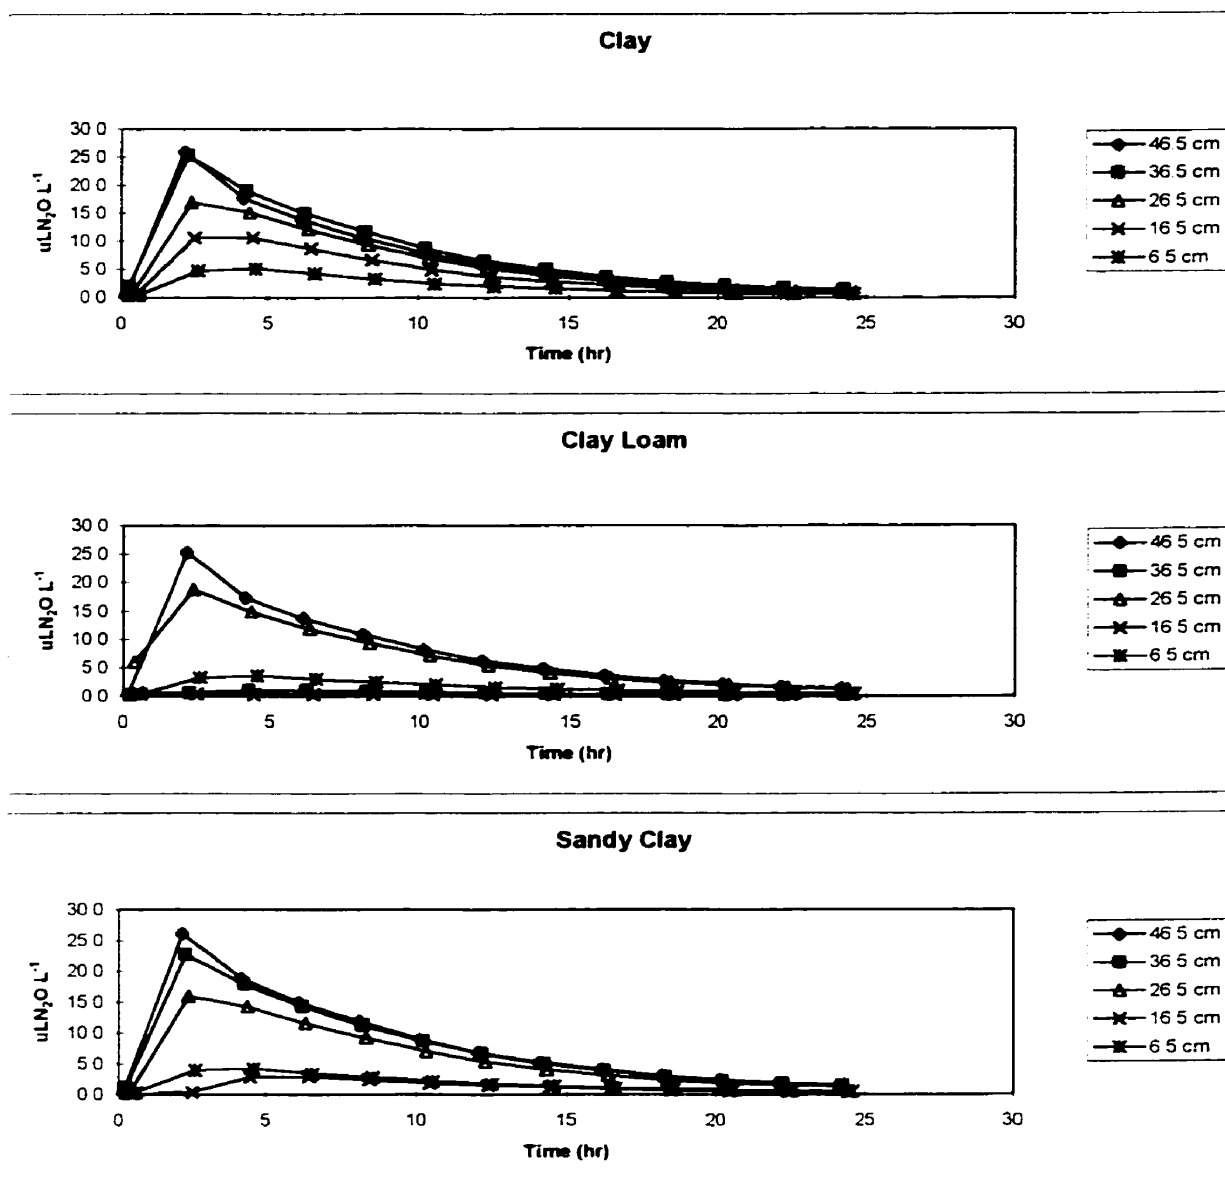 Clay
30 0
25 0
20 0
15 0
10 0
5 0
0 0
uLN₂O L⁻¹
0 5 10 15 20 25 30
Time (hr)
46 5 cm
36 5 cm
26 5 cm
16 5 cm
6 5 cm
Clay Loam
30 0
25 0
20 0
15 0
10 0
5 0
0 0
uLN₂O L⁻¹
0 5 10 15 20 25 30
Time (hr)
46 5 cm
36 5 cm
26 5 cm
16 5 cm
6 5 cm
Sandy Clay
30 0
25 0
20 0
15 0
10 0
5 0
0 0
uLN₂O L⁻¹
0 5 10 15 20 25 30
Time (hr)
46 5 cm
36 5 cm
26 5 cm
16 5 cm
6 5 cm